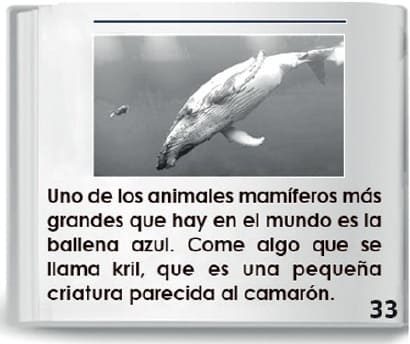 Uno de los animales mamíferos más
grandes que hay en el mundo es la
ballena azul. Come algo que se
llama kril, que es una pequeña
criatura parecida al camarón.
33